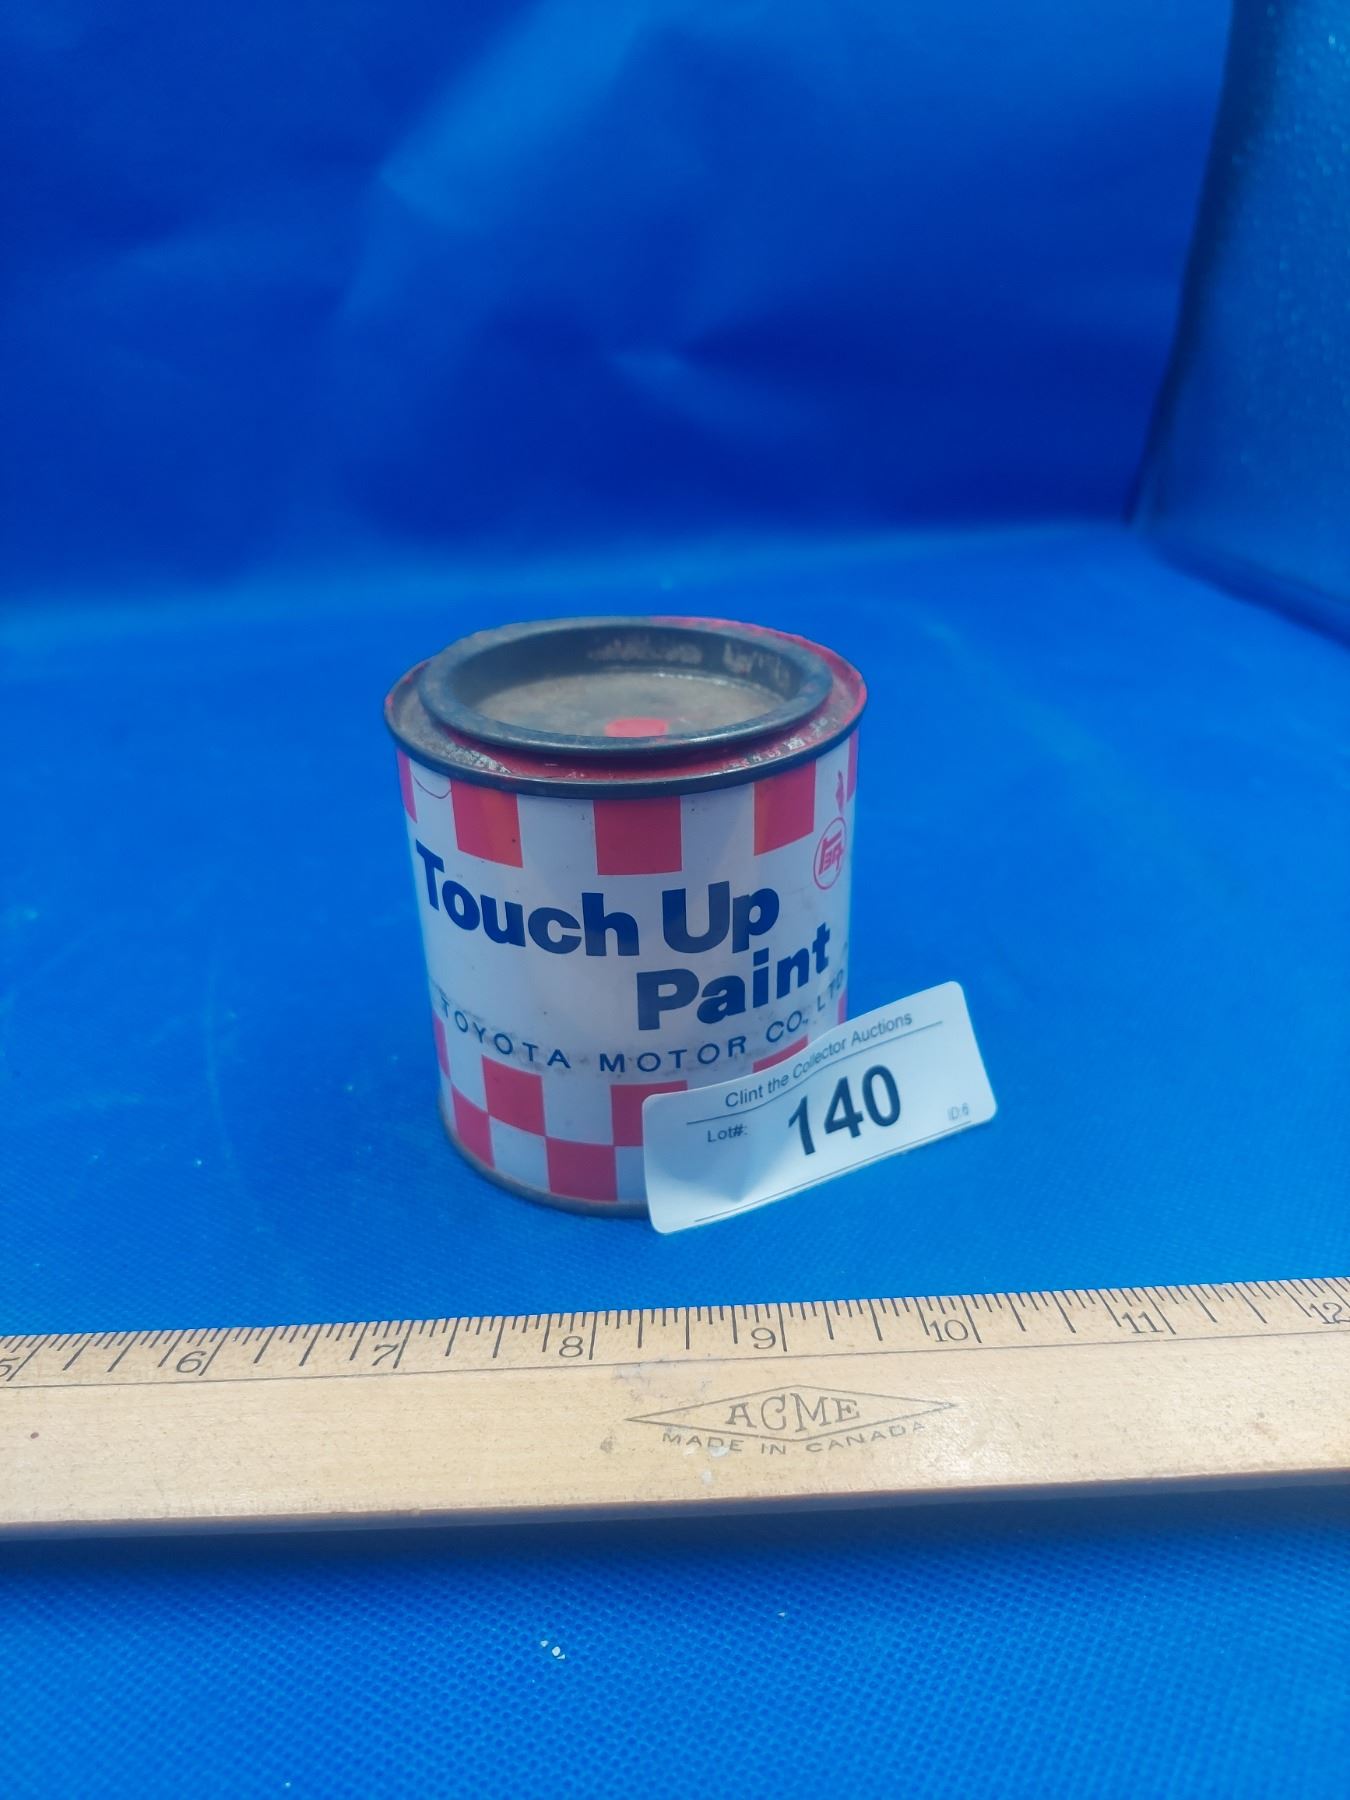 Touch Up
Paint
TOYOTA MOTOR CO., LTD
Clint the Collector Auctions
Lot#:
140
ID:6
5 6 7 8 9 10 11 12
ACME
MADE IN CANADA